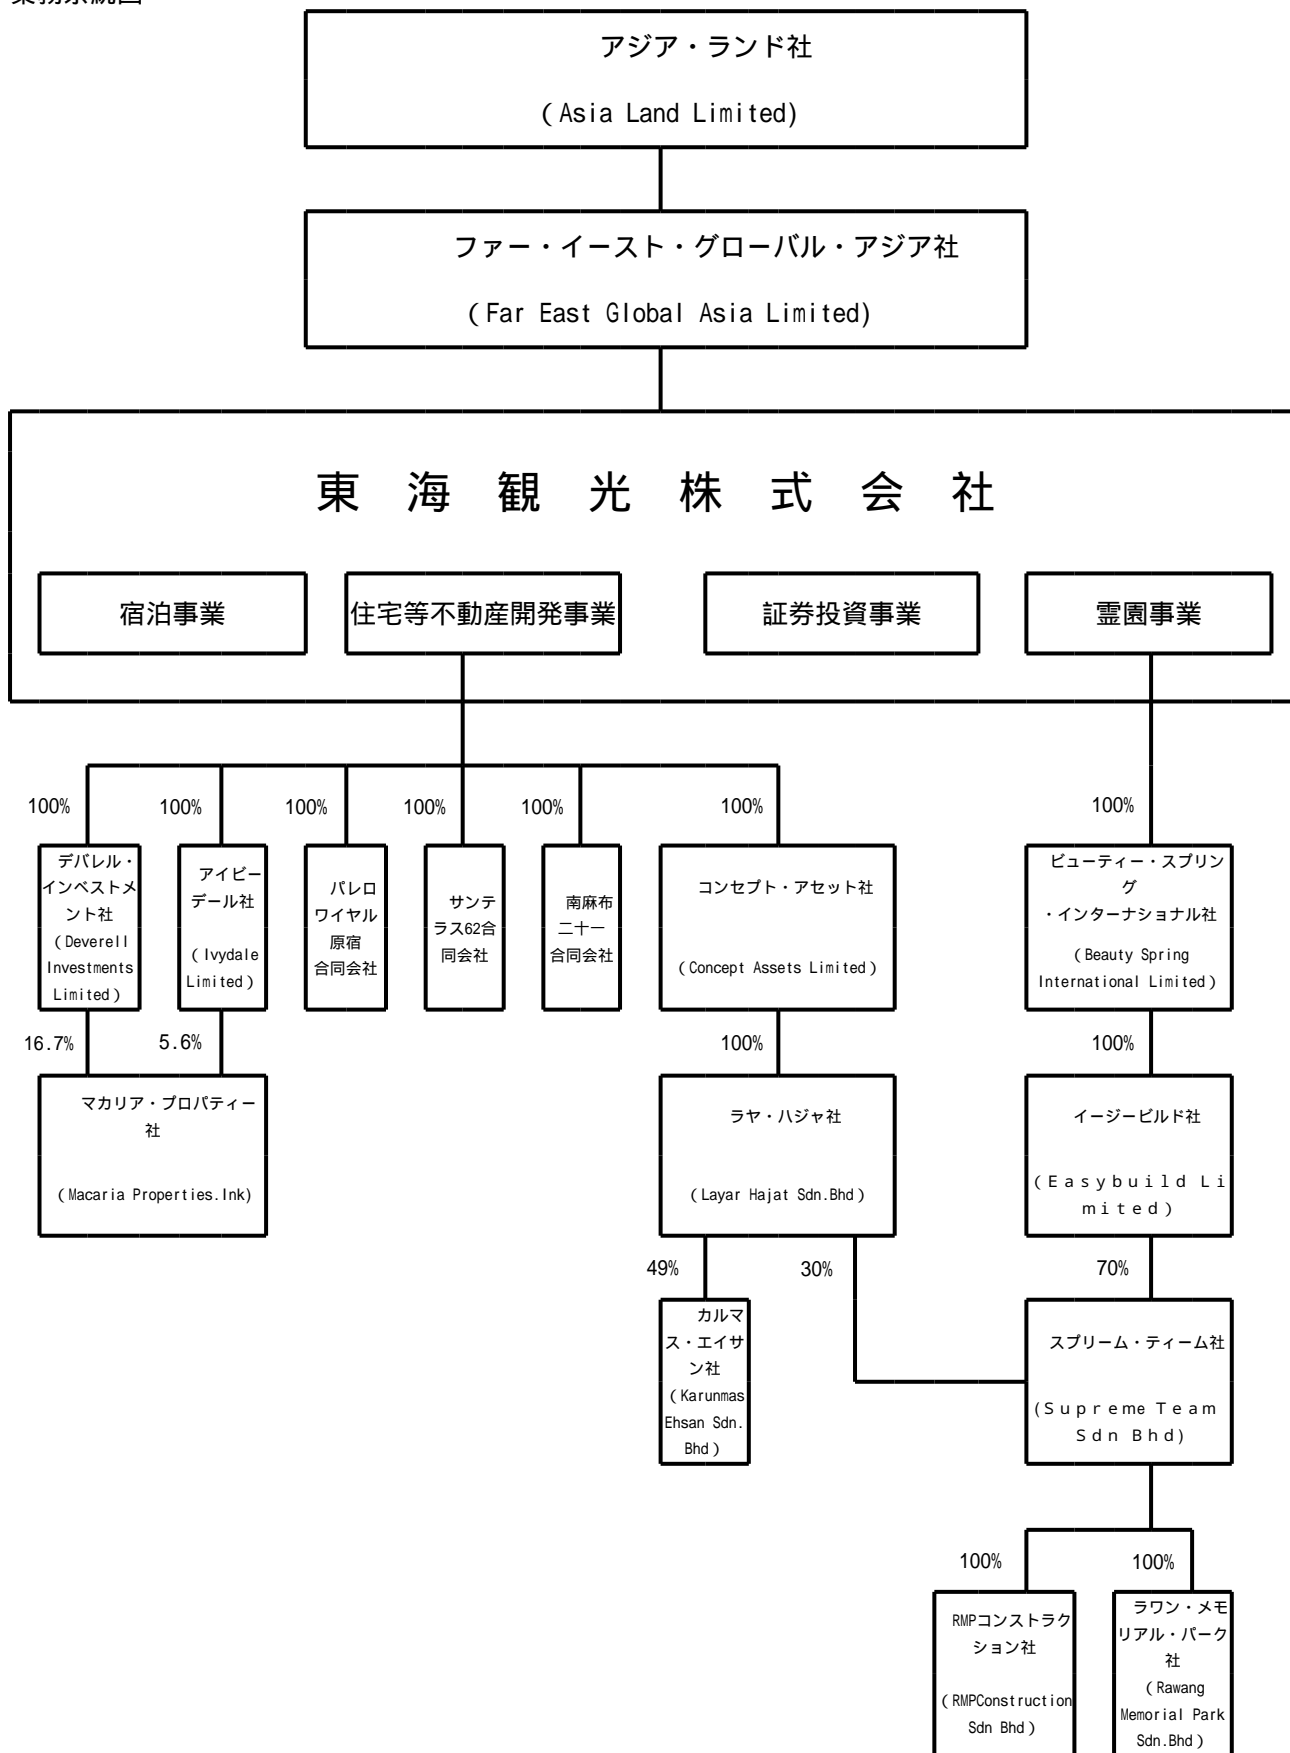 業務系統図
アジア・ランド社
(Asia Land Limited)
ファー・イースト・グローバル・アジア社
(Far East Global Asia Limited)
東海観光株式会社
宿泊事業
住宅等不動産開発事業
証券投資事業
霊園事業
100%
100%
100%
100%
100%
100%
100%
デバレル・
インベストメ
ント社
(Deverell
Investments
Limited)
アイビー
デール社
(Ivydale
Limited)
パレロ
ワイヤル
原宿
合同会社
サンテ
ラス62合
同会社
南麻布
二十一
合同会社
コンセプト・アセット社
(Concept Assets Limited)
ビューティー・スプリン
グ
・インターナショナル社
(Beauty Spring
International Limited)
16.7%
5.6%
100%
100%
マカリア・プロパティー
社
(Macaria Properties.Ink)
ラヤ・ハジャ社
(Layar Hajat Sdn.Bhd)
イージービルド社
(Easybuild Li
mited)
49%
30%
70%
カルマ
ス・エイサ
ン社
(Karunmas
Ehsan Sdn.
Bhd)
スプリーム・ティーム社
(Supreme Team
Sdn Bhd)
100%
100%
RMPコンストラク
ション社
(RMPConstruction
Sdn Bhd)
ラワン・メモ
リアル・パーク
社
(Rawang
Memorial Park
Sdn.Bhd)